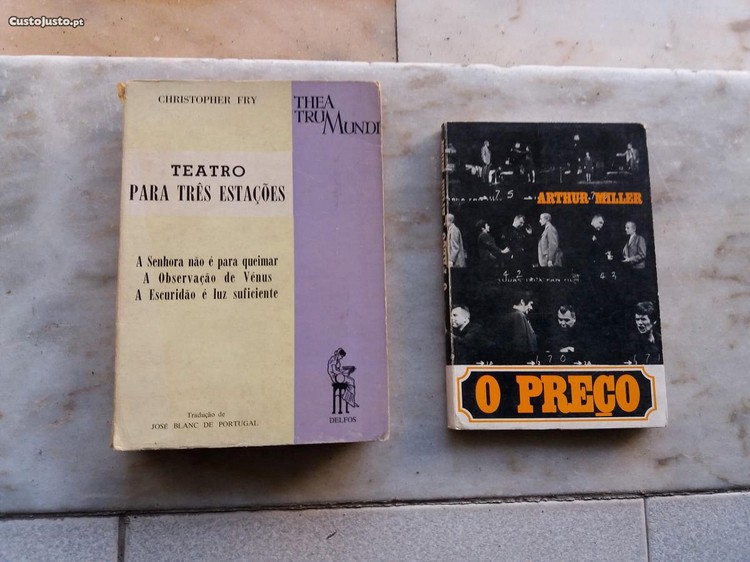 CustoJusto.pt
CHRISTOPHER FRY
THEA
TRU MUNDI
TEATRO
PARA TRÊS ESTAÇÕES
A Senhora não é para queimar
A Observação de Vénus
A Escuridão é luz suficiente
Tradução de
JOSE BLANC DE PORTUGAL
DELFOS
ARTHUR MILLER
O PREÇO